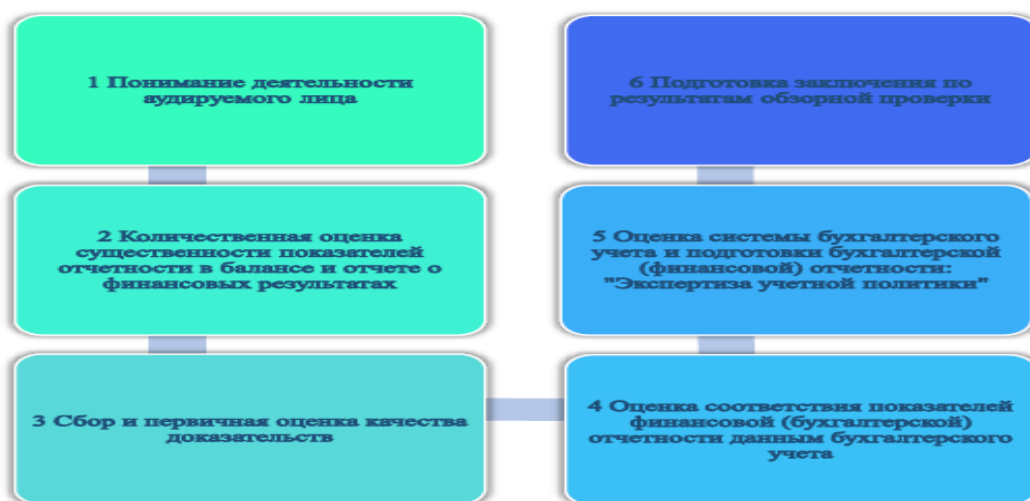 1 Понимание деятельности
аудируемого лица
2 Количественная оценка
существенности показателей
отчетности в балансе и отчете о
финансовых результатах
3 Сбор и первичная оценка качества
доказательств
4 Оценка соответствия показателей
финансовой (бухгалтерской)
отчетности данным бухгалтерского
учета
5 Оценка системы бухгалтерского
учета и подготовки бухгалтерской
(финансовой) отчетности:
"Экспертиза учетной политики"
6 Подготовка заключения по
результатам обзорной проверки